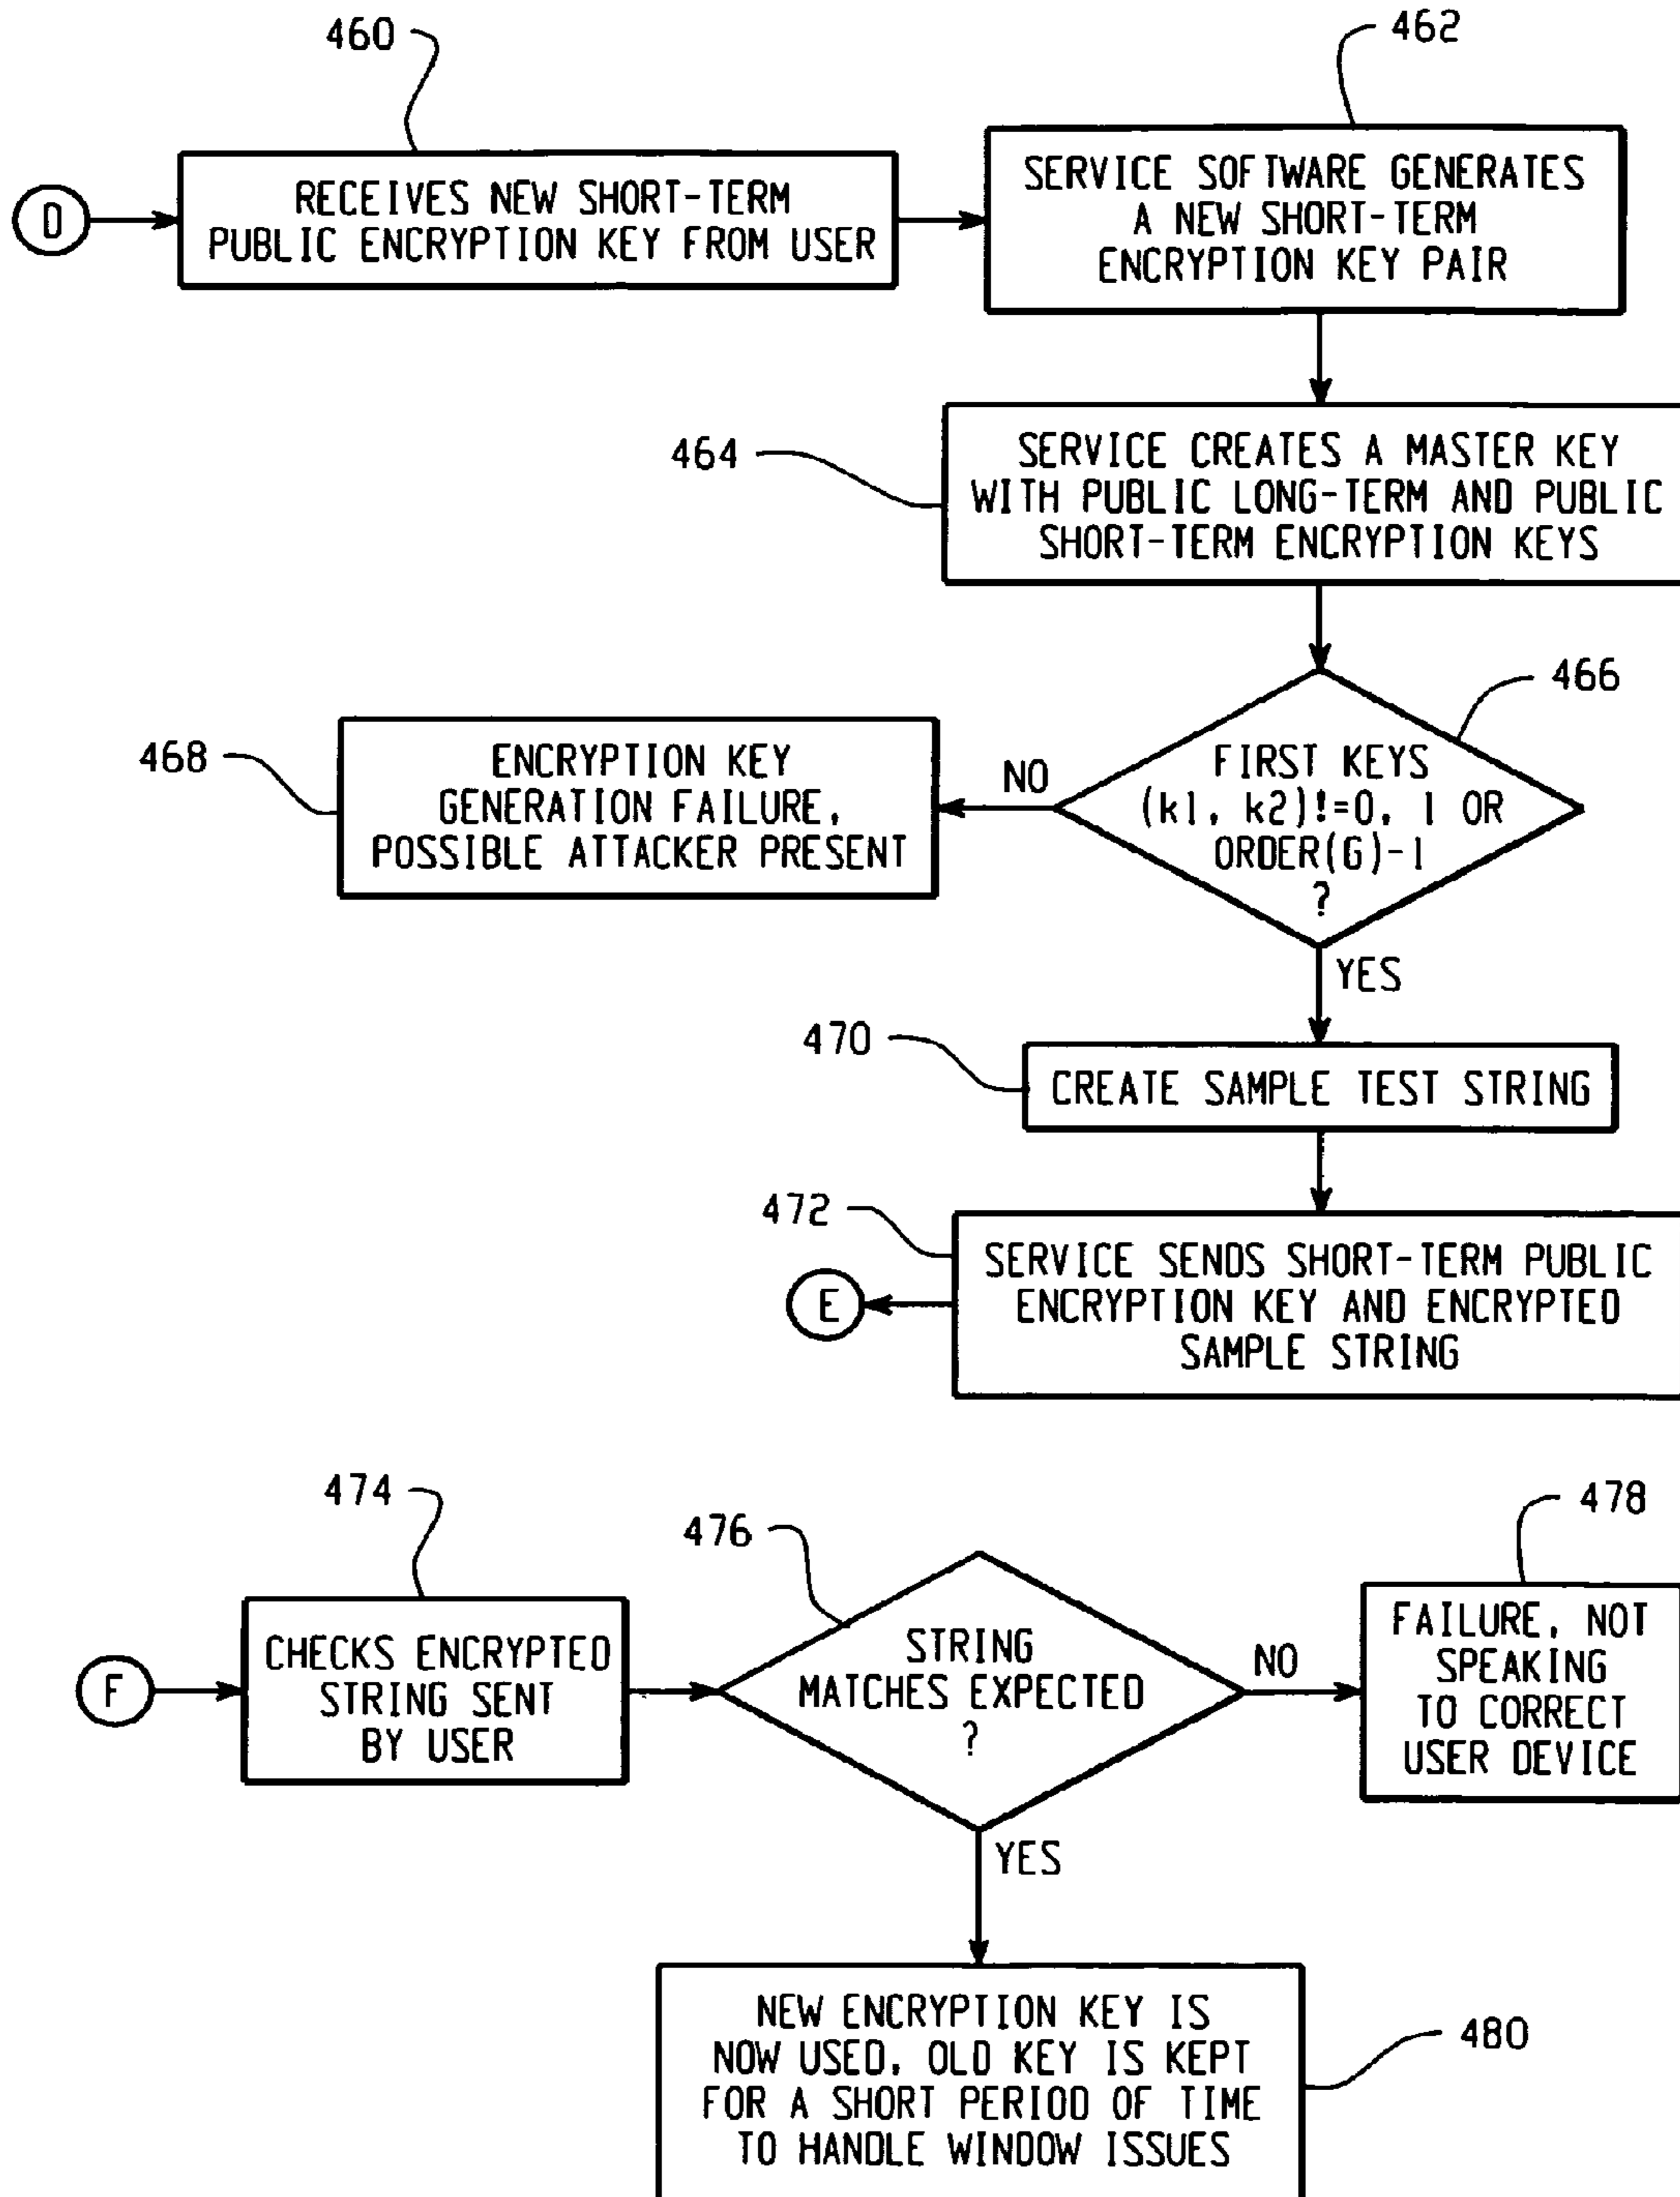 460
462
D
RECEIVES NEW SHORT-TERM
PUBLIC ENCRYPTION KEY FROM USER
SERVICE SOFTWARE GENERATES
A NEW SHORT-TERM
ENCRYPTION KEY PAIR
464
SERVICE CREATES A MASTER KEY
WITH PUBLIC LONG-TERM AND PUBLIC
SHORT-TERM ENCRYPTION KEYS
466
FIRST KEYS
(k1, k2)!=0, 1 OR
ORDER(G)-1
?
NO
468
ENCRYPTION KEY
GENERATION FAILURE,
POSSIBLE ATTACKER PRESENT
YES
470
CREATE SAMPLE TEST STRING
472
SERVICE SENDS SHORT-TERM PUBLIC
ENCRYPTION KEY AND ENCRYPTED
SAMPLE STRING
E
474
476
478
F
CHECKS ENCRYPTED
STRING SENT
BY USER
STRING
MATCHES EXPECTED
?
NO
FAILURE, NOT
SPEAKING
TO CORRECT
USER DEVICE
YES
NEW ENCRYPTION KEY IS
NOW USED, OLD KEY IS KEPT
FOR A SHORT PERIOD OF TIME
TO HANDLE WINDOW ISSUES
480